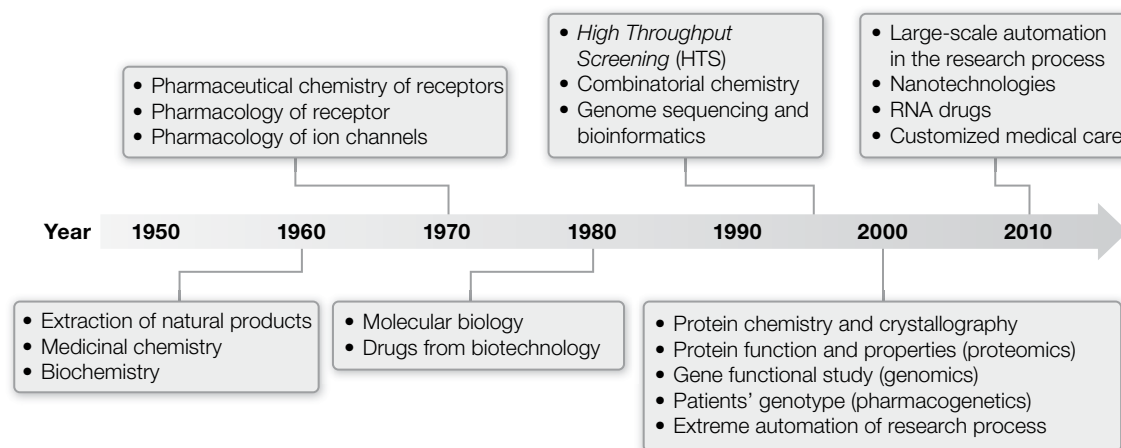 • Pharmaceutical chemistry of receptors
• Pharmacology of receptor
• Pharmacology of ion channels
• High Throughput
Screening (HTS)
• Combinatorial chemistry
• Genome sequencing and
bioinformatics
• Large-scale automation
in the research process
• Nanotechnologies
• RNA drugs
• Customized medical care
Year 1950 1960 1970 1980 1990 2000 2010
• Extraction of natural products
• Medicinal chemistry
• Biochemistry
• Molecular biology
• Drugs from biotechnology
• Protein chemistry and crystallography
• Protein function and properties (proteomics)
• Gene functional study (genomics)
• Patients’ genotype (pharmacogenetics)
• Extreme automation of research process